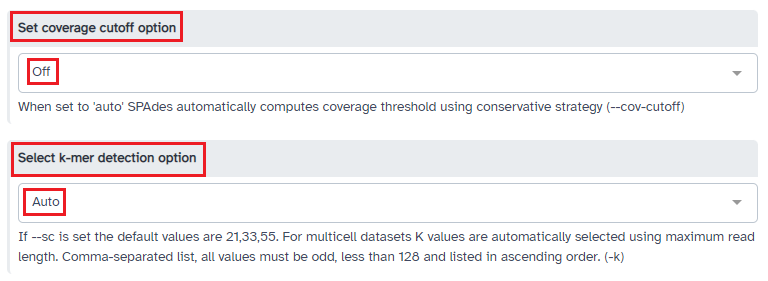 Set coverage cutoff option
Off
When set to 'auto' SPAdes automatically computes coverage threshold using conservative strategy (--cov-cutoff)
Select k-mer detection option
Auto
If --sc is set the default values are 21,33,55. For multicell datasets K values are automatically selected using maximum read
length. Comma-separated list, all values must be odd, less than 128 and listed in ascending order. (-k)